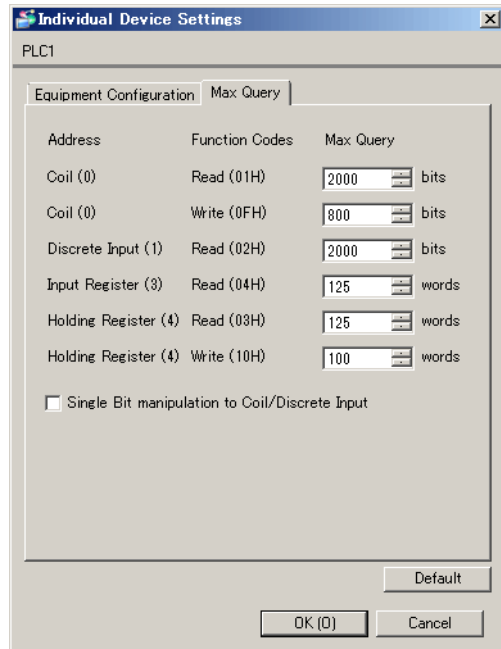 Individual Device Settings
PLC1
Equipment Configuration Max Query
Address Function Codes Max Query
Coil (0) Read (01H) 2000 bits
Coil (0) Write (0FH) 800 bits
Discrete Input (1) Read (02H) 2000 bits
Input Register (3) Read (04H) 125 words
Holding Register (4) Read (03H) 125 words
Holding Register (4) Write (10H) 100 words
Single Bit manipulation to Coil/Discrete Input
Default
OK (O) Cancel